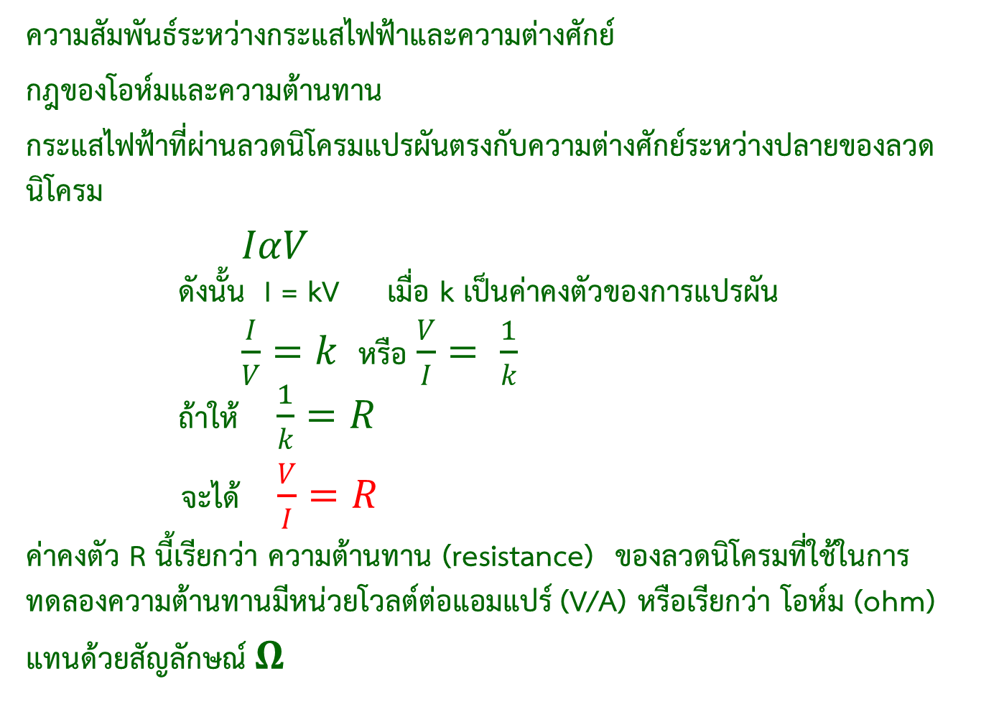 ความสัมพันธ์ระหว่างกระแสไฟฟ้าและความต่างศักย์
กฎของโอห์มและความต้านทาน
กระแสไฟฟ้าที่ผ่านลวดนิโครมแปรผันตรงกับความต่างศักย์ระหว่างปลายของลวด
นิโครม
IαV
ดังนั้น I = kV เมื่อ k เป็นค่าคงตัวของการแปรผัน
I/V = k หรือ V/I = 1/k
ถ้าให้ 1/k = R
จะได้ V/I = R
ค่าคงตัว R นี้เรียกว่า ความต้านทาน (resistance) ของลวดนิโครมที่ใช้ในการ
ทดลองความต้านทานมีหน่วยโวลต์ต่อแอมแปร์ (V/A) หรือเรียกว่า โอห์ม (ohm)
แทนด้วยสัญลักษณ์ Ω